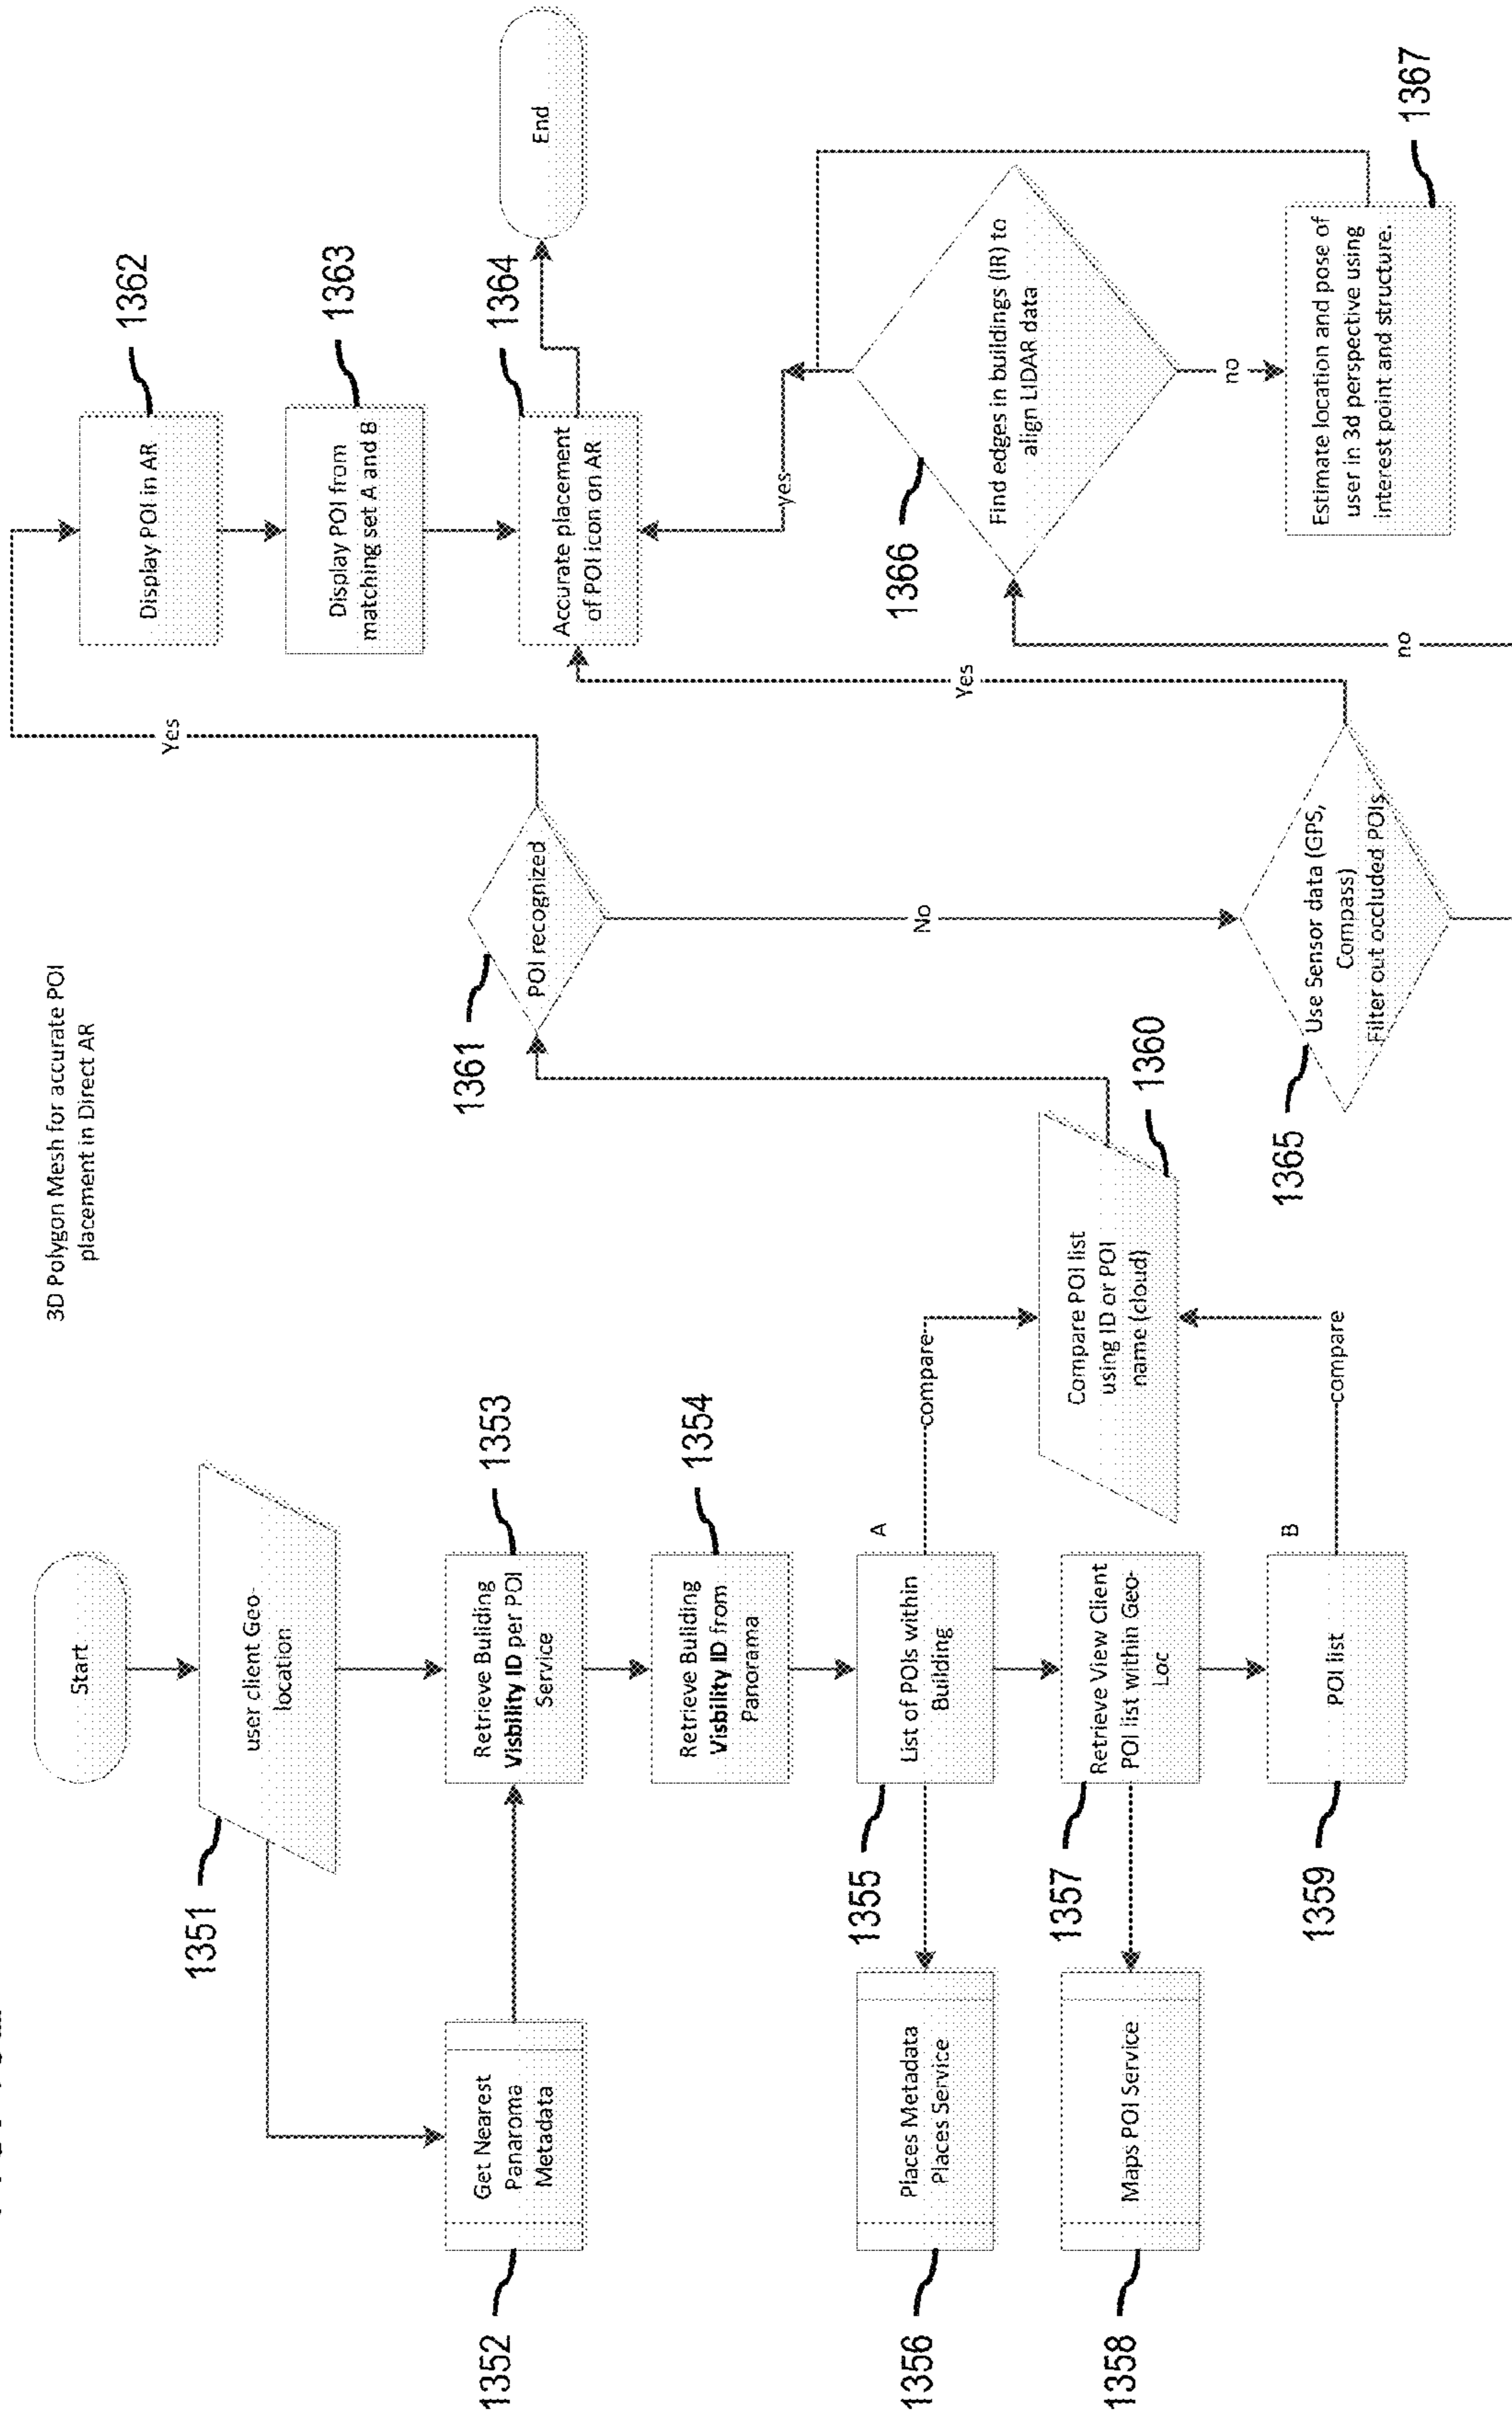 3D Polygon Mesh for accurate POI
placement in Direct AR
Start
user client Geo-
location
1351
Get Nearest
Panaroma
Metadata
1352
Retrieve Buliding
Visbility ID per POI
Service
1353
Retrieve Buliding
Visbility ID from
Panorama
1354
List of POIs within
Building
1355
A
compare
Places Metadata
Places Service
1356
Retrieve View Client
POI list within Geo-
Loc
1357
Maps POI Service
1358
POI list
1359
B
compare
Compare POI list
using ID or POI
name (cloud)
1360
POI recognized
1361
Yes
No
Display POI in AR
1362
Display POI from
matching set A and B
1363
Accurate placement
of POI icon on AR
1364
End
Use Sensor data (GPS,
Compass)
Filter out occluded POIs
1365
Yes
no
Find edges in buildings (IR) to
align LIDAR data
1366
yes
no
Estimate location and pose of
user in 3d perspective using
interest point and structure.
1367